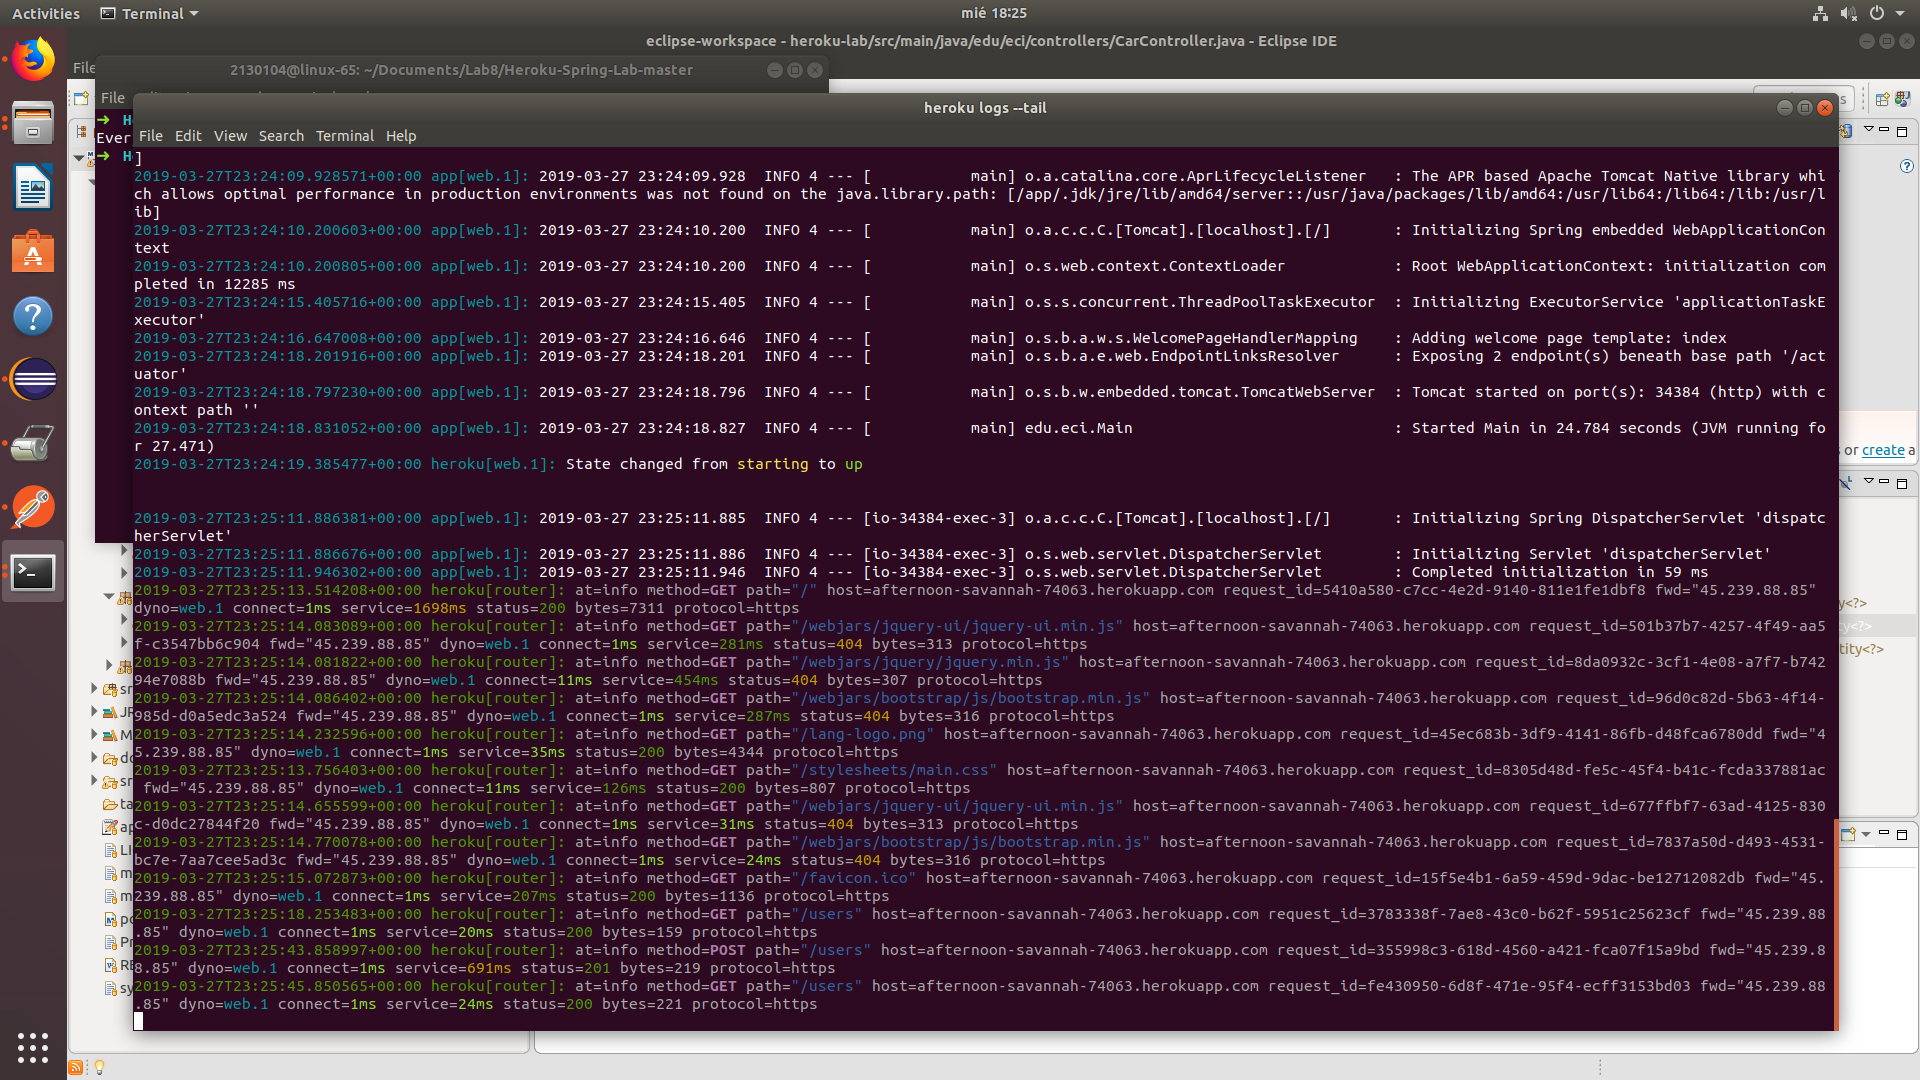 Activities Terminal mié 18:25
eclipse-workspace - heroku-lab/src/main/java/edu/eci/controllers/CarController.java - Eclipse IDE
File
2130104@linux-65: ~/Documents/Lab8/Heroku-Spring-Lab-master
File
heroku logs --tail
File Edit View Search Terminal Help
➜ H
Ever
➜ H
]
2019-03-27T23:24:09.928571+00:00 app[web.1]: 2019-03-27 23:24:09.928  INFO 4 --- [           main] o.a.catalina.core.AprLifecycleListener   : The APR based Apache Tomcat Native library whi
ch allows optimal performance in production environments was not found on the java.library.path: [/app/.jdk/jre/lib/amd64/server::/usr/java/packages/lib/amd64:/usr/lib64:/lib64:/lib:/usr/l
ib]
2019-03-27T23:24:10.200603+00:00 app[web.1]: 2019-03-27 23:24:10.200  INFO 4 --- [           main] o.a.c.c.C.[Tomcat].[localhost].[/]       : Initializing Spring embedded WebApplicationCon
text
2019-03-27T23:24:10.200805+00:00 app[web.1]: 2019-03-27 23:24:10.200  INFO 4 --- [           main] o.s.web.context.ContextLoader            : Root WebApplicationContext: initialization com
pleted in 12285 ms
2019-03-27T23:24:15.405716+00:00 app[web.1]: 2019-03-27 23:24:15.405  INFO 4 --- [           main] o.s.s.concurrent.ThreadPoolTaskExecutor  : Initializing ExecutorService 'applicationTaskE
xecutor'
2019-03-27T23:24:16.647008+00:00 app[web.1]: 2019-03-27 23:24:16.646  INFO 4 --- [           main] o.s.b.a.w.s.WelcomePageHandlerMapping    : Adding welcome page template: index
2019-03-27T23:24:18.201916+00:00 app[web.1]: 2019-03-27 23:24:18.201  INFO 4 --- [           main] o.s.b.a.e.web.EndpointLinksResolver      : Exposing 2 endpoint(s) beneath base path '/act
uator'
2019-03-27T23:24:18.797230+00:00 app[web.1]: 2019-03-27 23:24:18.796  INFO 4 --- [           main] o.s.b.w.embedded.tomcat.TomcatWebServer  : Tomcat started on port(s): 34384 (http) with c
ontext path ''
2019-03-27T23:24:18.831052+00:00 app[web.1]: 2019-03-27 23:24:18.827  INFO 4 --- [           main] edu.eci.Main                             : Started Main in 24.784 seconds (JVM running fo
r 27.471)
2019-03-27T23:24:19.385477+00:00 heroku[web.1]: State changed from starting to up
2019-03-27T23:25:11.886381+00:00 app[web.1]: 2019-03-27 23:25:11.885  INFO 4 --- [io-34384-exec-3] o.a.c.c.C.[Tomcat].[localhost].[/]       : Initializing Spring DispatcherServlet 'dispatc
herServlet'
2019-03-27T23:25:11.886676+00:00 app[web.1]: 2019-03-27 23:25:11.886  INFO 4 --- [io-34384-exec-3] o.s.web.servlet.DispatcherServlet        : Initializing Servlet 'dispatcherServlet'
2019-03-27T23:25:11.946302+00:00 app[web.1]: 2019-03-27 23:25:11.946  INFO 4 --- [io-34384-exec-3] o.s.web.servlet.DispatcherServlet        : Completed initialization in 59 ms
2019-03-27T23:25:13.514208+00:00 heroku[router]: at=info method=GET path="/" host=afternoon-savannah-74063.herokuapp.com request_id=5410a580-c7cc-4e2d-9140-811e1fe1dbf8 fwd="45.239.88.85"
dyno=web.1 connect=1ms service=1698ms status=200 bytes=7311 protocol=https
2019-03-27T23:25:14.083089+00:00 heroku[router]: at=info method=GET path="/webjars/jquery-ui/jquery-ui.min.js" host=afternoon-savannah-74063.herokuapp.com request_id=501b37b7-4257-4f49-aa5
f-c3547bb6c904 fwd="45.239.88.85" dyno=web.1 connect=1ms service=281ms status=404 bytes=313 protocol=https
2019-03-27T23:25:14.081822+00:00 heroku[router]: at=info method=GET path="/webjars/jquery/jquery.min.js" host=afternoon-savannah-74063.herokuapp.com request_id=8da0932c-3cf1-4e08-a7f7-b742
94e7088b fwd="45.239.88.85" dyno=web.1 connect=11ms service=454ms status=404 bytes=307 protocol=https
2019-03-27T23:25:14.086402+00:00 heroku[router]: at=info method=GET path="/webjars/bootstrap/js/bootstrap.min.js" host=afternoon-savannah-74063.herokuapp.com request_id=96d0c82d-5b63-4f14-
985d-d0a5edc3a524 fwd="45.239.88.85" dyno=web.1 connect=1ms service=287ms status=404 bytes=316 protocol=https
2019-03-27T23:25:14.232596+00:00 heroku[router]: at=info method=GET path="/lang-logo.png" host=afternoon-savannah-74063.herokuapp.com request_id=45ec683b-3df9-4141-86fb-d48fca6780dd fwd="4
5.239.88.85" dyno=web.1 connect=1ms service=35ms status=200 bytes=4344 protocol=https
2019-03-27T23:25:13.756403+00:00 heroku[router]: at=info method=GET path="/stylesheets/main.css" host=afternoon-savannah-74063.herokuapp.com request_id=8305d48d-fe5c-45f4-b41c-fcda337881ac
fwd="45.239.88.85" dyno=web.1 connect=11ms service=126ms status=200 bytes=807 protocol=https
2019-03-27T23:25:14.655599+00:00 heroku[router]: at=info method=GET path="/webjars/jquery-ui/jquery-ui.min.js" host=afternoon-savannah-74063.herokuapp.com request_id=677ffbf7-63ad-4125-830
c-d0dc27844f20 fwd="45.239.88.85" dyno=web.1 connect=1ms service=31ms status=404 bytes=313 protocol=https
2019-03-27T23:25:14.770078+00:00 heroku[router]: at=info method=GET path="/webjars/bootstrap/js/bootstrap.min.js" host=afternoon-savannah-74063.herokuapp.com request_id=7837a50d-d493-4531-
bc7e-7aa7cee5ad3c fwd="45.239.88.85" dyno=web.1 connect=1ms service=24ms status=404 bytes=316 protocol=https
2019-03-27T23:25:15.072873+00:00 heroku[router]: at=info method=GET path="/favicon.ico" host=afternoon-savannah-74063.herokuapp.com request_id=15f5e4b1-6a59-459d-9dac-be12712082db fwd="45.
239.88.85" dyno=web.1 connect=1ms service=207ms status=200 bytes=1136 protocol=https
2019-03-27T23:25:18.253483+00:00 heroku[router]: at=info method=GET path="/users" host=afternoon-savannah-74063.herokuapp.com request_id=3783338f-7ae8-43c0-b62f-5951c25623cf fwd="45.239.88
.85" dyno=web.1 connect=1ms service=20ms status=200 bytes=159 protocol=https
2019-03-27T23:25:43.858997+00:00 heroku[router]: at=info method=POST path="/users" host=afternoon-savannah-74063.herokuapp.com request_id=355998c3-618d-4560-a421-fca07f15a9bd fwd="45.239.8
8.85" dyno=web.1 connect=1ms service=691ms status=201 bytes=219 protocol=https
2019-03-27T23:25:45.850565+00:00 heroku[router]: at=info method=GET path="/users" host=afternoon-savannah-74063.herokuapp.com request_id=fe430950-6d8f-471e-95f4-ecff3153bd03 fwd="45.239.88
.85" dyno=web.1 connect=1ms service=24ms status=200 bytes=221 protocol=https
s or create a
y<?>
ty<?>
tity<?>